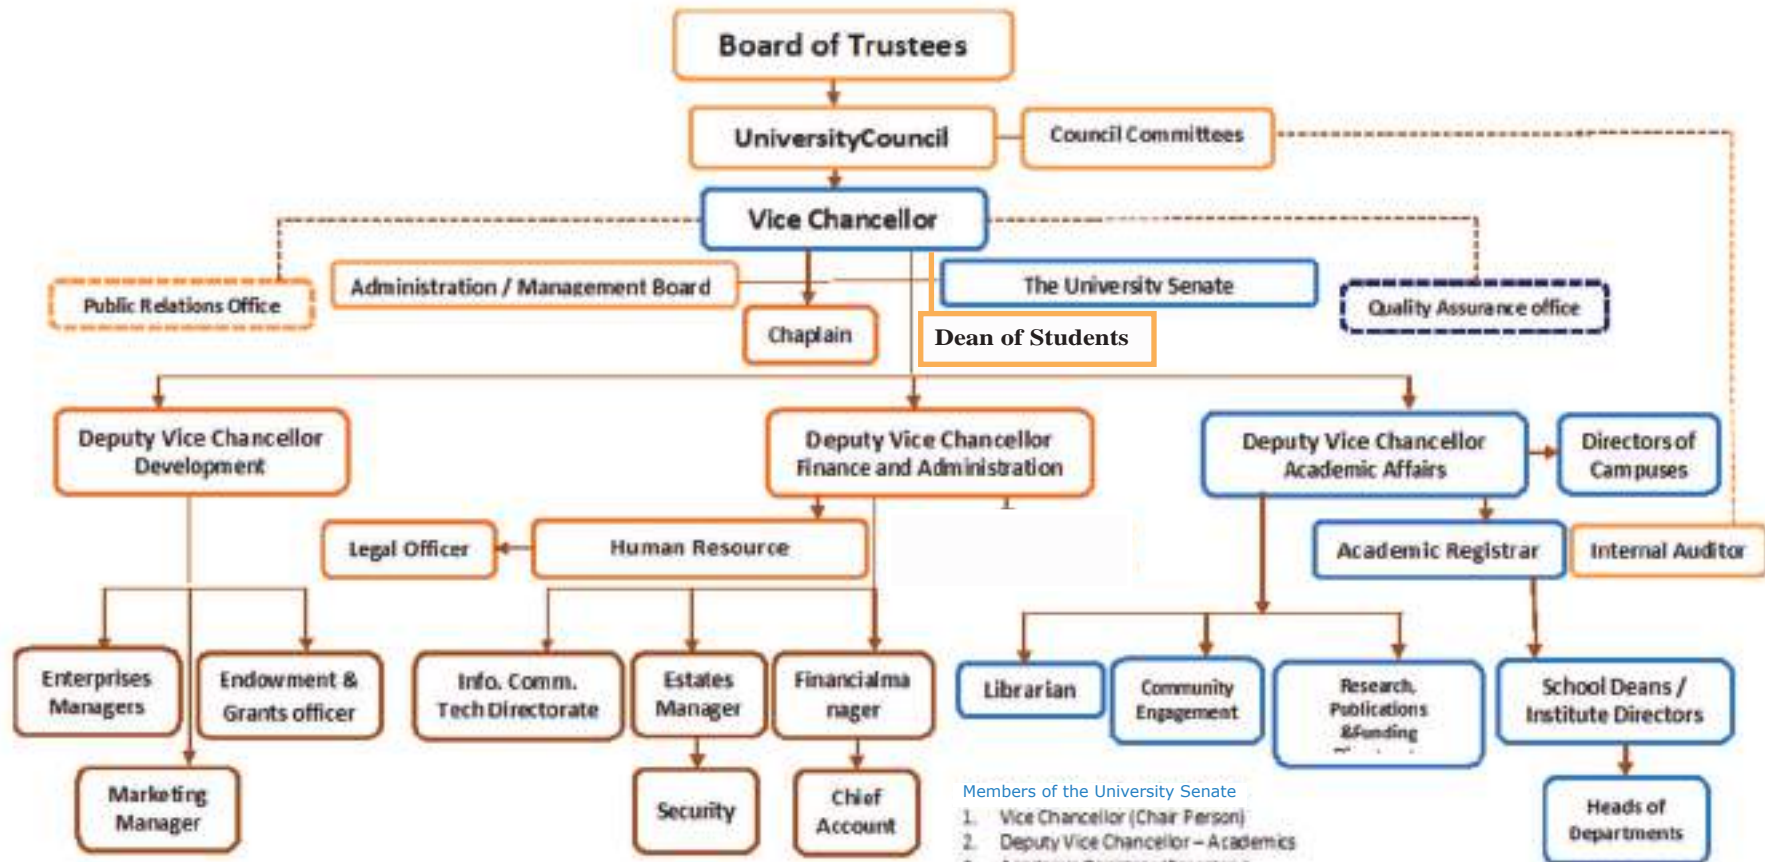 Board of Trustees
UniversityCouncil
Council Committees
Vice Chancellor
Public Relations Office
Administration / Management Board
The University Senate
Quality Assurance office
Chaplain
Dean of Students
Deputy Vice Chancellor
Development
Deputy Vice Chancellor
Finance and Administration
Deputy Vice Chancellor
Academic Affairs
Directors of
Campuses
Legal Officer
Human Resource
Academic Registrar
Internal Auditor
Enterprises
Managers
Endowment &
Grants officer
Info. Comm.
Tech Directorate
Estates
Manager
Financialma
nager
Librarian
Community
Engagement
Research,
Publications
&Funding
School Deans /
Institute Directors
Marketing
Manager
Security
Chief
Account
Heads of
Departments
Members of the University Senate
1. Vice Chancellor (Chair Person)
2. Deputy Vice Chancellor – Academics